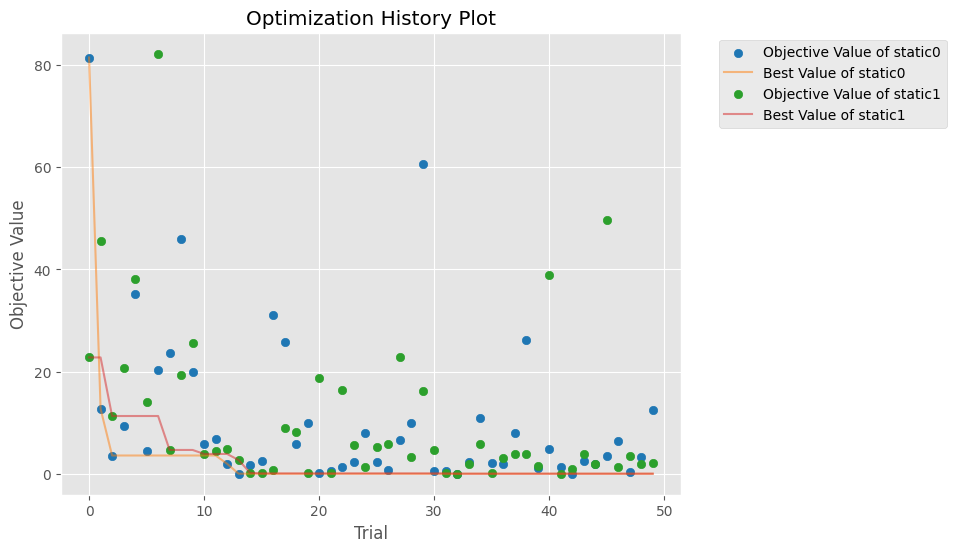 Optimization History Plot
Objective Value
80
60
40
20
0
0
10
20
30
40
50
Trial
Objective Value of static0
Best Value of static0
Objective Value of static1
Best Value of static1